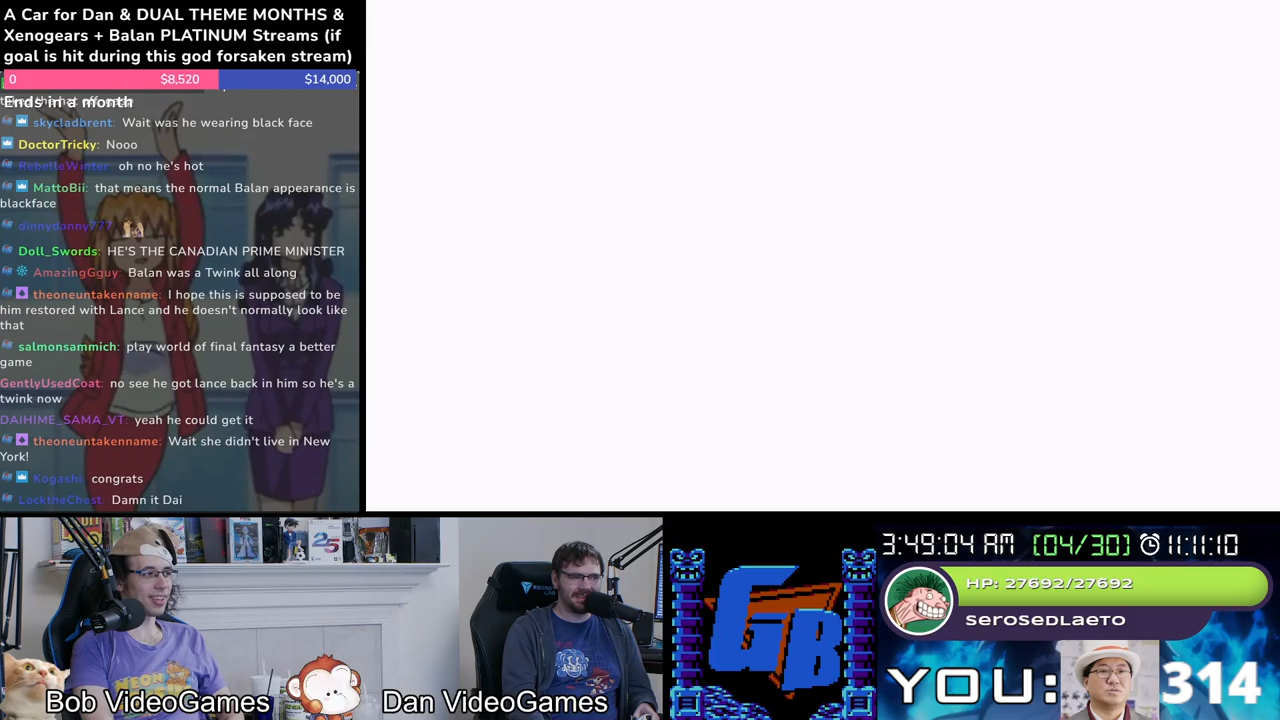 A Car for Dan & DUAL THEME MONTHS &
Xenogears + Balan PLATINUM Streams (if
goal is hit during this god forsaken stream)
0 $8,520 $14,000
Ends in a month
skycladbrent: Wait was he wearing black face
DoctorTricky: Nooo
RebelleWinter: oh no he's hot
MattoBii: that means the normal Balan appearance is
blackface
dinnydanny777
Doll_Swords: HE'S THE CANADIAN PRIME MINISTER
AmazingGguy: Balan was a Twink all along
theoneuntakenname: I hope this is supposed to be
him restored with Lance and he doesn't normally look like
that
salmonsammich: play world of final fantasy a better
game
GentlyUsedCoat: no see he got lance back in him so he's a
twink now
DAIHIME_SAMA_VT: yeah he could get it
theoneuntakenname: Wait she didn't live in New
York!
Kogashi: congrats
LocktheChest: Damn it Dai
25
NEON
Bob VideoGames
Dan VideoGames
GB
3:49:04 AM [04/30] 11:11:10
HP: 27692/27692
SeroSedLaeto
YOU: 314